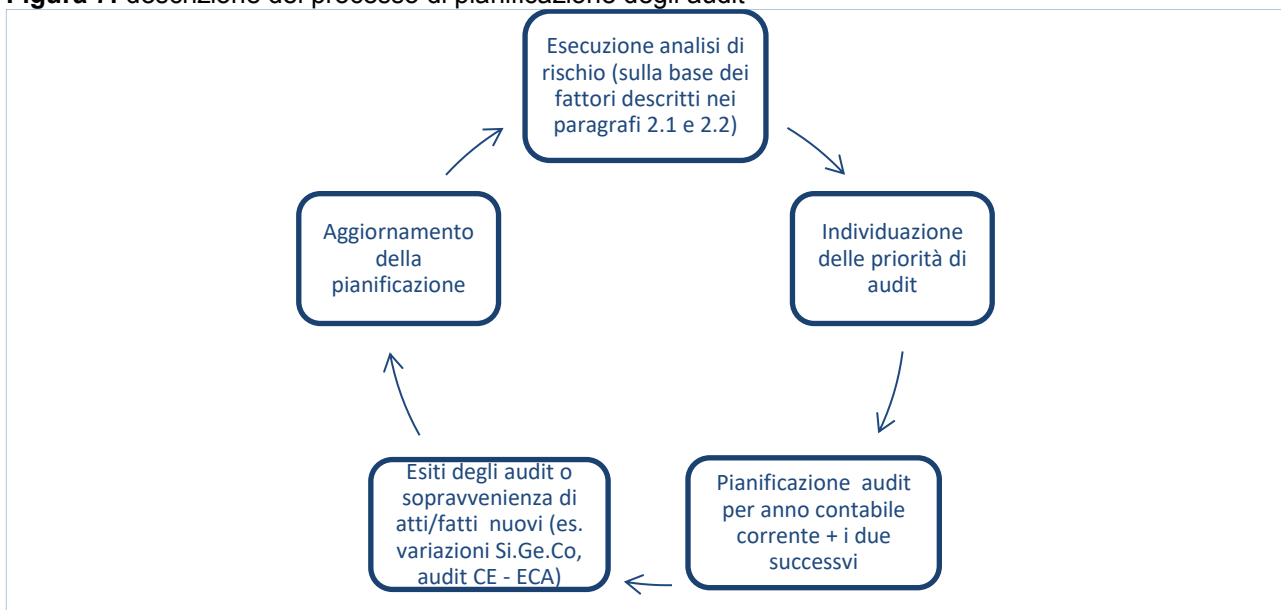 Figura 7: descrizione del processo di pianificazione degli audit
Esecuzione analisi di
rischio (sulla base dei
fattori descritti nei
paragrafi 2.1 e 2.2)
Individuazione
delle priorità di
audit
Pianificazione audit
per anno contabile
corrente + i due
successvi
Esiti degli audit o
sopravvenienza di
atti/fatti nuovi (es.
variazioni Si.Ge.Co,
audit CE - ECA)
Aggiornamento
della
pianificazione